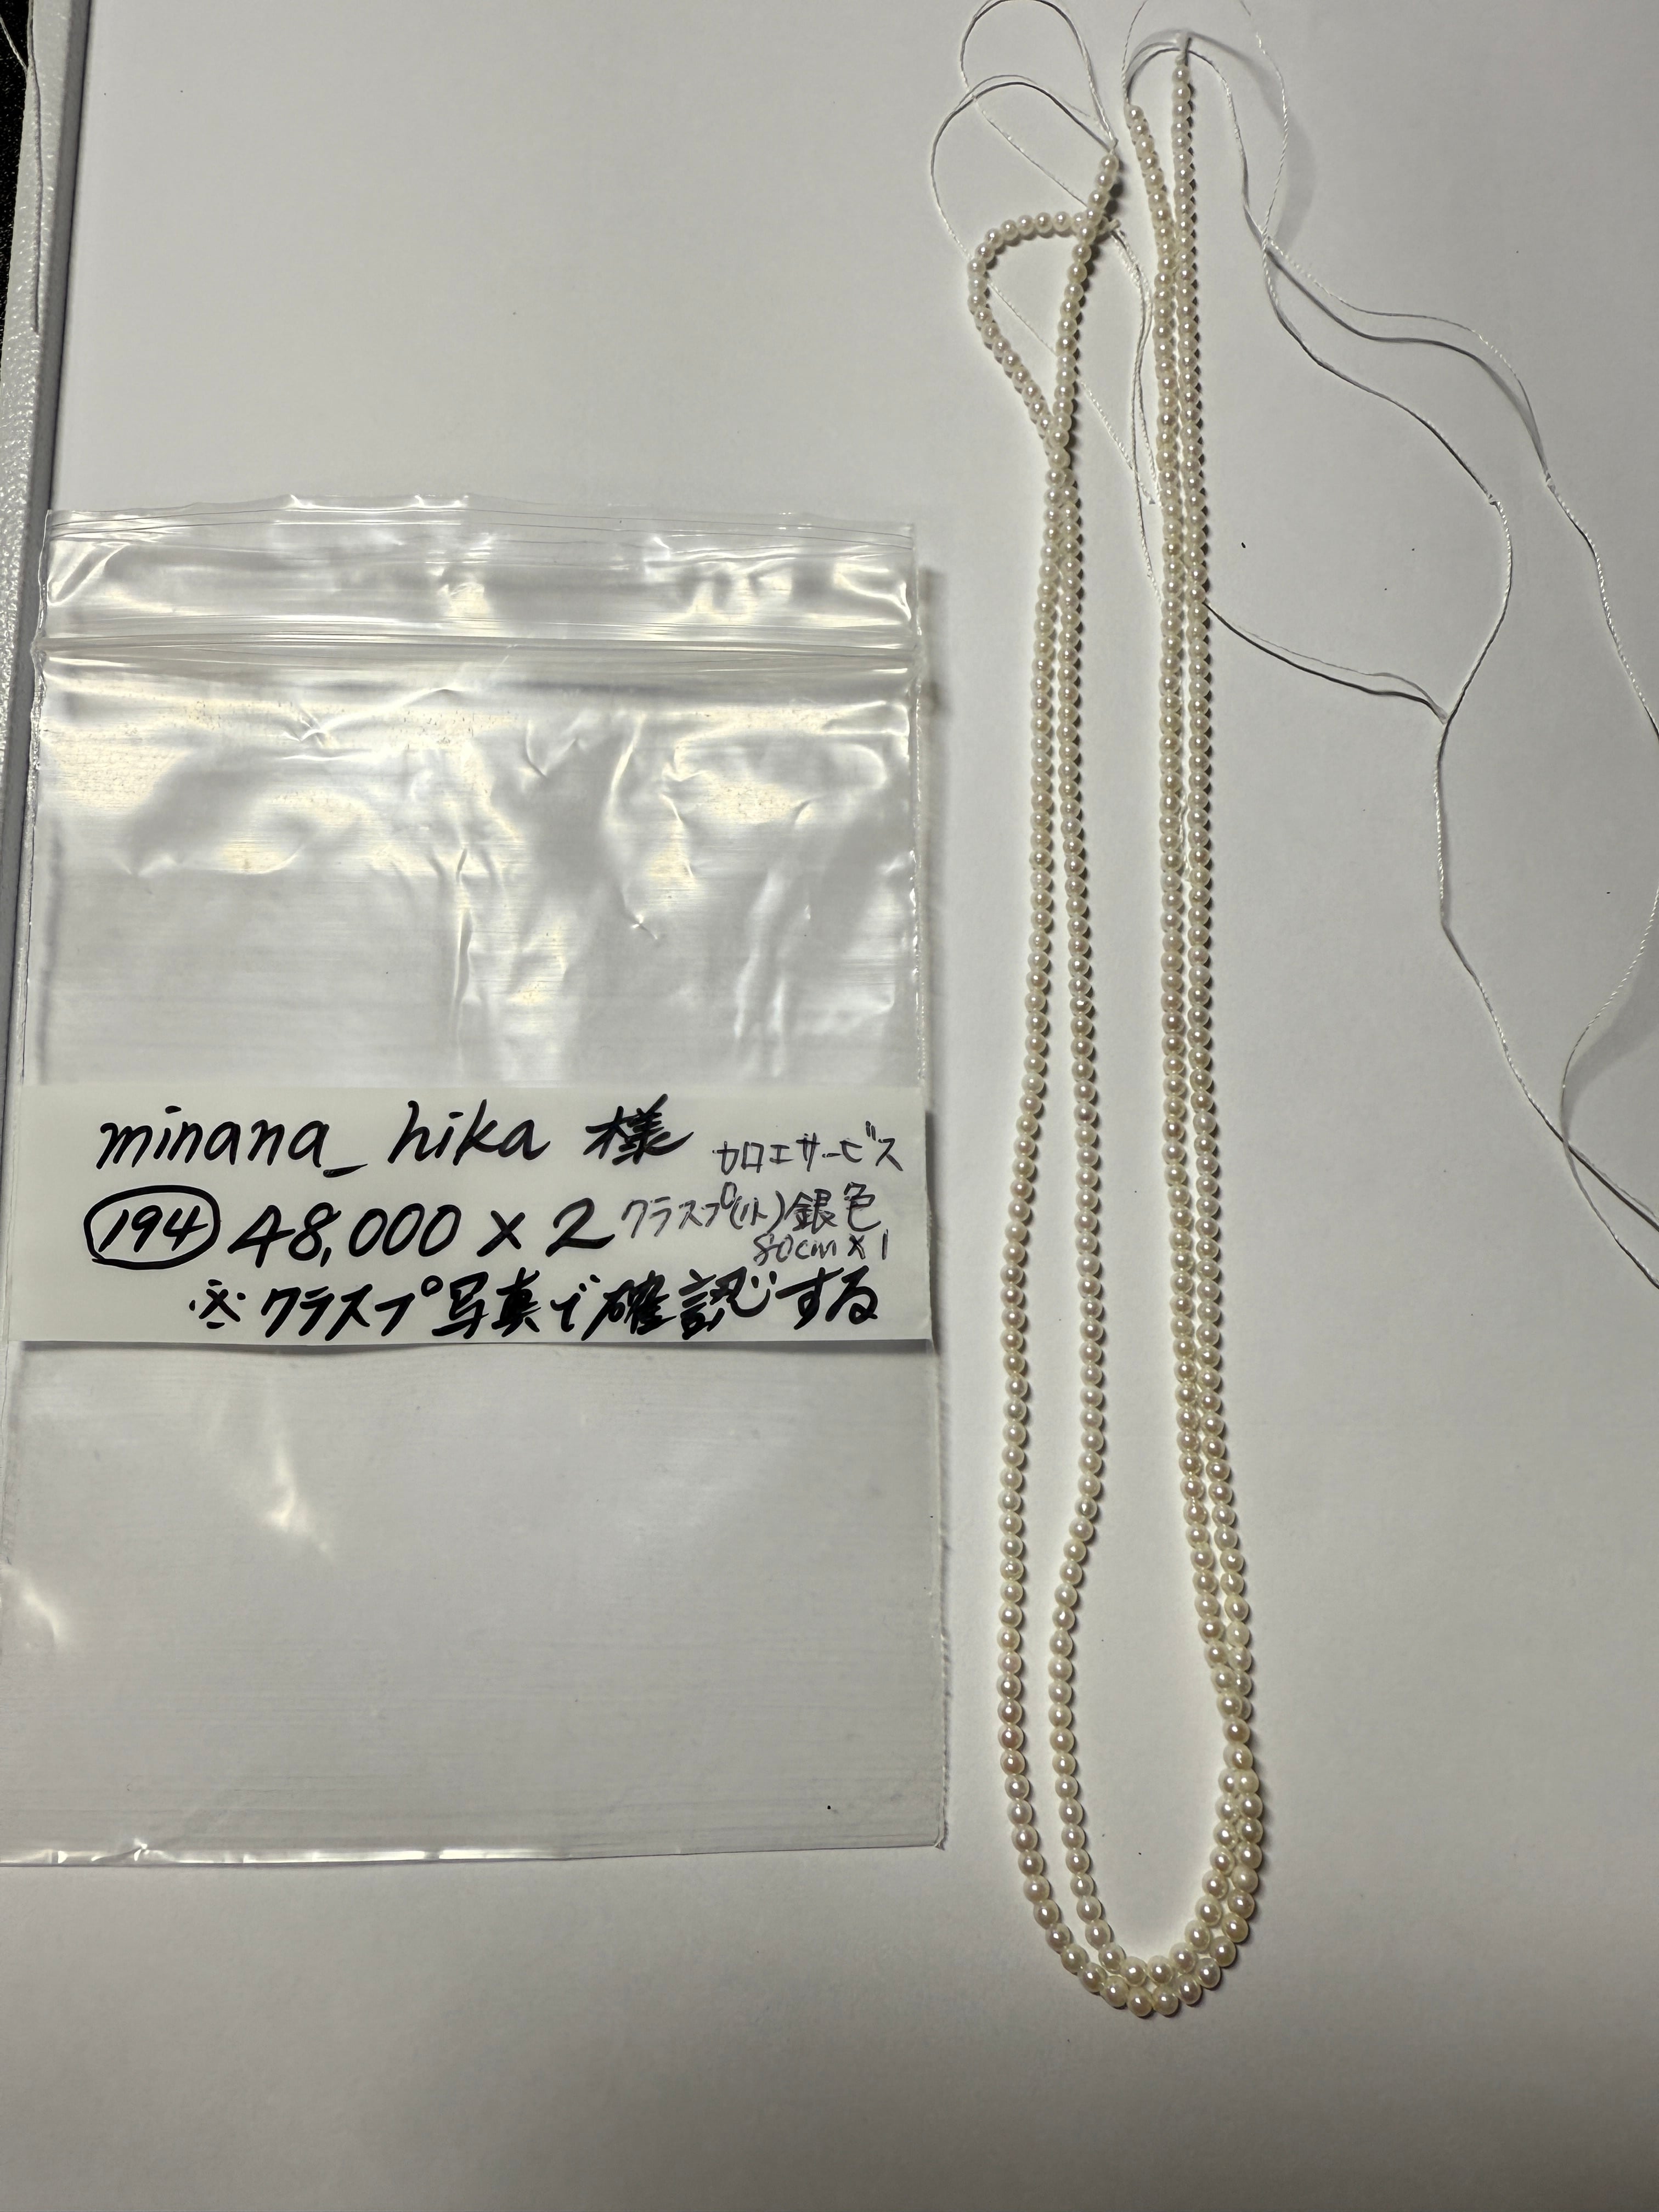 minana_hika 様 加工サービス
194 48,000×2 クラスプ(小)銀色
80cm×1
※クラスプ写真で確認する